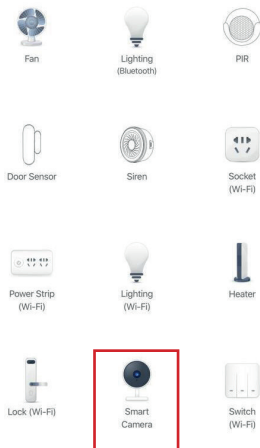 Fan
Lighting
(Bluetooth)
PIR
Door Sensor
Siren
Socket
(Wi-Fi)
Power Strip
(Wi-Fi)
Lighting
(Wi-Fi)
Heater
Lock (Wi-Fi)
Smart
Camera
Switch
(Wi-Fi)